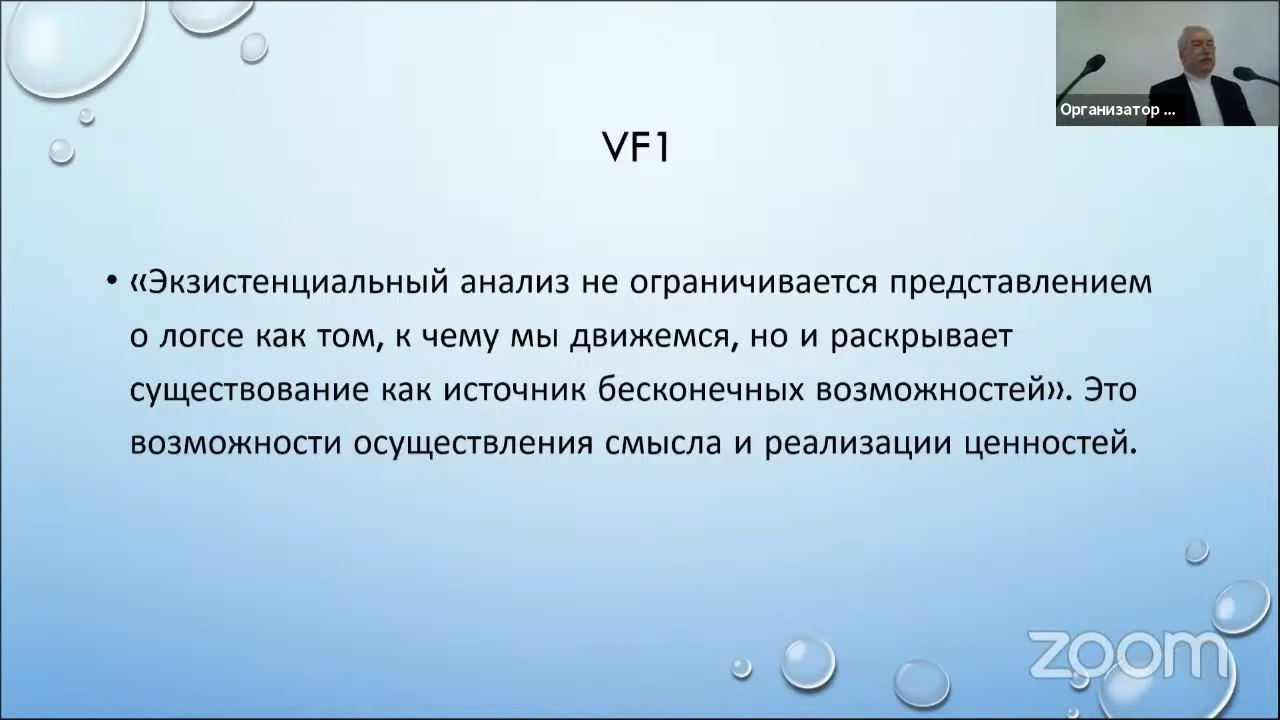 Организатор ...
VF1
• «Экзистенциальный анализ не ограничивается представлением
о логсе как том, к чему мы движемся, но и раскрывает
существование как источник бесконечных возможностей». Это
возможности осуществления смысла и реализации ценностей.
zoom